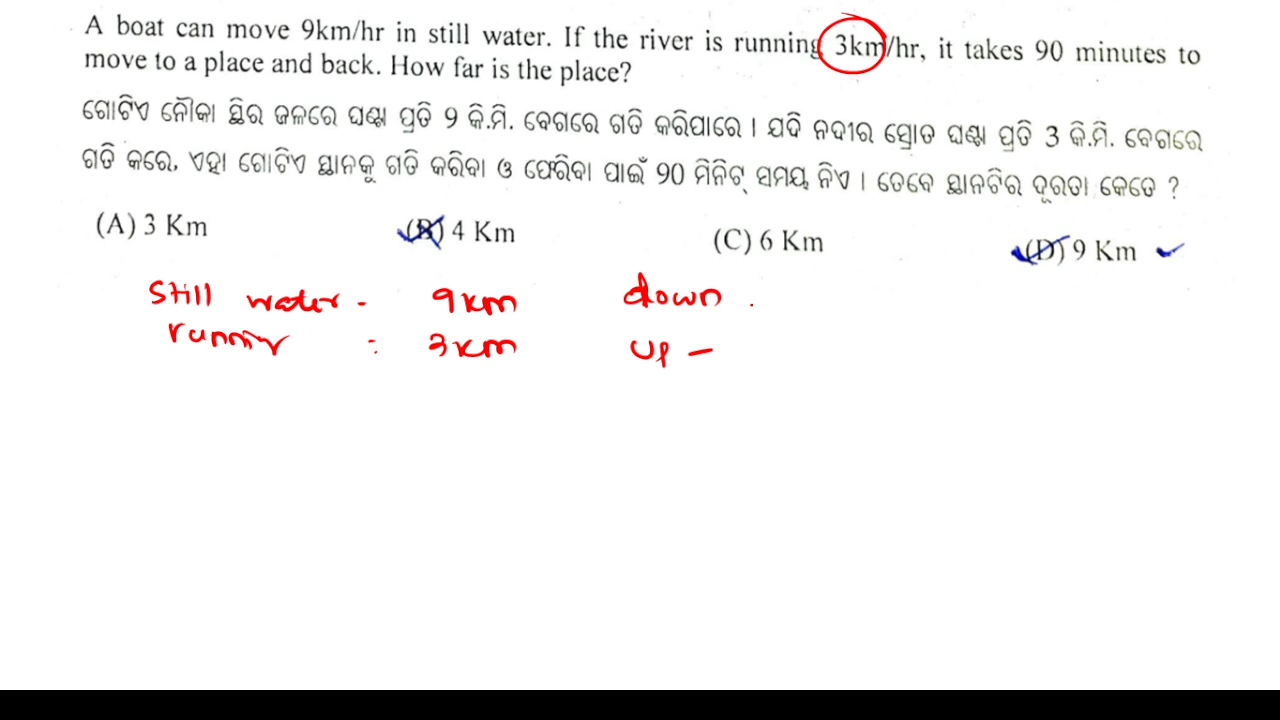 A boat can move 9km/hr in still water. If the river is running 3km/hr, it takes 90 minutes to
move to a place and back. How far is the place?
ଗୋଟିଏ ନୌକା ସ୍ଥିର ଜଳରେ ଘଣ୍ଟା ପ୍ରତି 9 କି.ମି. ବେଗରେ ଗତି କରିପାରେ । ଯଦି ନଦୀର ସ୍ରୋତ ଘଣ୍ଟା ପ୍ରତି 3 କି.ମି. ବେଗରେ
ଗତି କରେ, ଏହା ଗୋଟିଏ ସ୍ଥାନକୁ ଗତି କରିବା ଓ ଫେରିବା ପାଇଁ 90 ମିନିଟ୍ ସମୟ ନିଏ । ତେବେ ସ୍ଥାନଟିର ଦୂରତା କେତେ ?
(A) 3 Km (B) 4 Km (C) 6 Km (D) 9 Km
Still water - 9km down .
: 3km up –